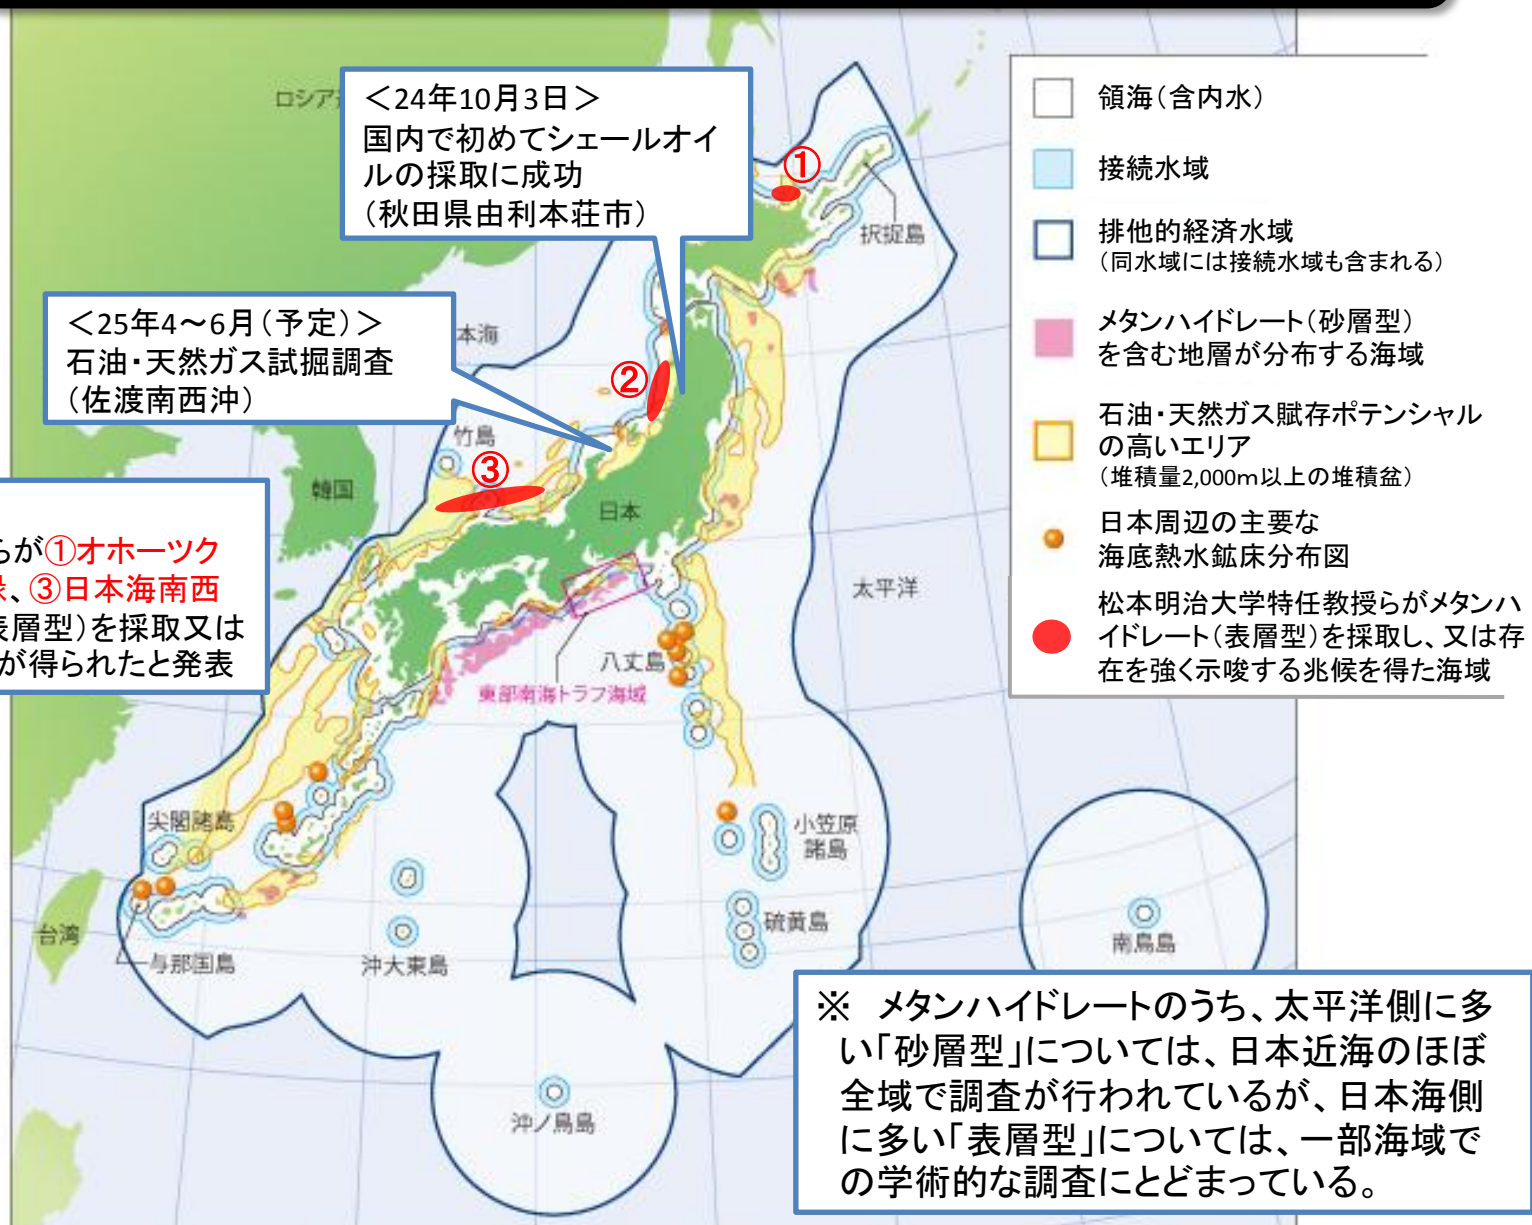 ロシア
＜24年10月3日＞
国内で初めてシェールオイ
ルの採取に成功
（秋田県由利本荘市）
①
択捉島
＜25年4～6月（予定）＞
石油・天然ガス試掘調査
（佐渡南西沖）
本海
②
竹島
③
韓国
日本
太平洋
らが①オホーツク
、③日本海南西
表層型）を採取又は
が得られたと発表
八丈島
東部南海トラフ海域
尖閣諸島
小笠原
諸島
台湾
与那国島
沖大東島
硫黄島
南鳥島
沖ノ鳥島
領海（含内水）
接続水域
排他的経済水域
（同水域には接続水域も含まれる）
メタンハイドレート（砂層型）
を含む地層が分布する海域
石油・天然ガス賦存ポテンシャル
の高いエリア
（堆積量2,000m以上の堆積盆）
日本周辺の主要な
海底熱水鉱床分布図
松本明治大学特任教授らがメタンハ
イドレート（表層型）を採取し、又は存
在を強く示唆する兆候を得た海域
※　メタンハイドレートのうち、太平洋側に多
い「砂層型」については、日本近海のほぼ
全域で調査が行われているが、日本海側
に多い「表層型」については、一部海域で
の学術的な調査にとどまっている。